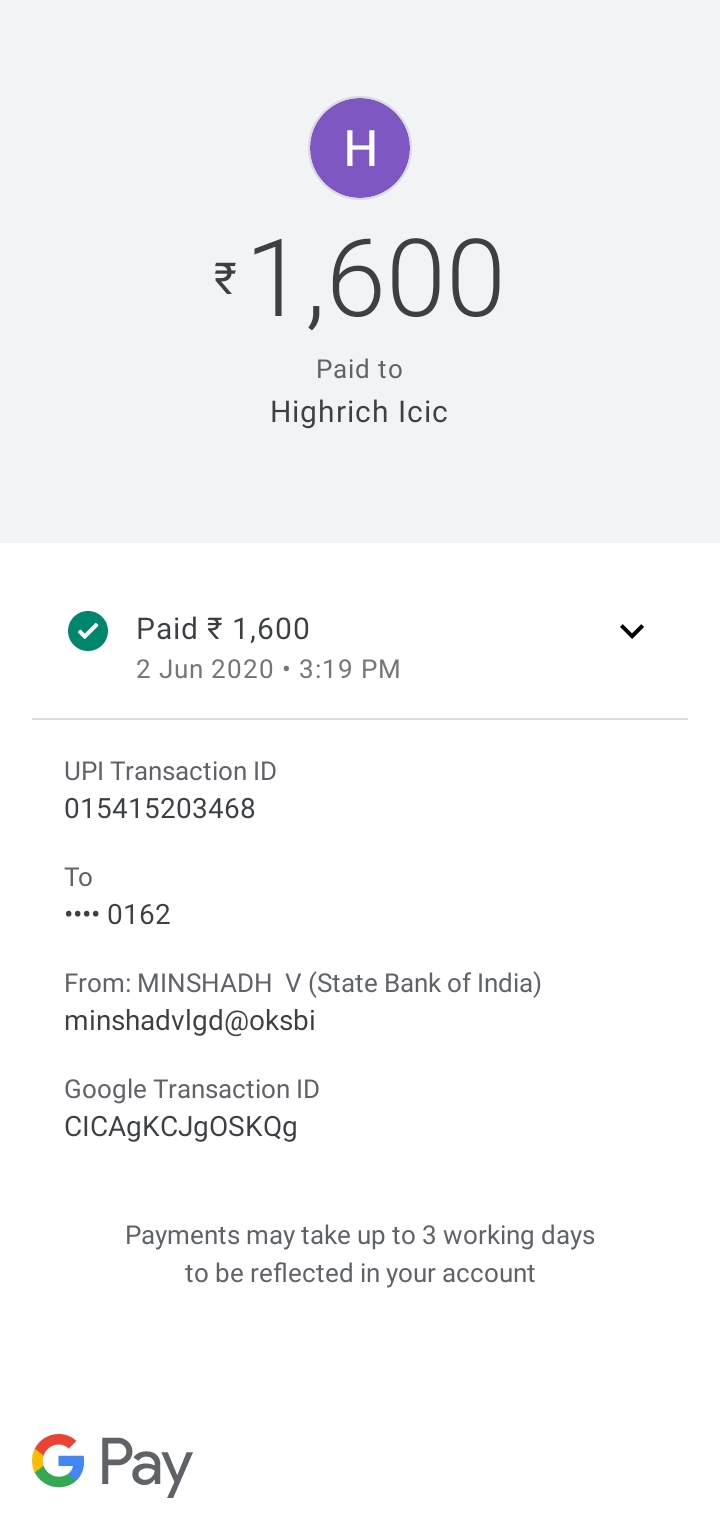 H
₹1,600
Paid to
Highrich Icic
Paid ₹ 1,600
2 Jun 2020 • 3:19 PM
UPI Transaction ID
015415203468
To
•••• 0162
From: MINSHADH  V (State Bank of India)
minshadvlgd@oksbi
Google Transaction ID
CICAgKCJgOSKQg
Payments may take up to 3 working days
to be reflected in your account
G Pay